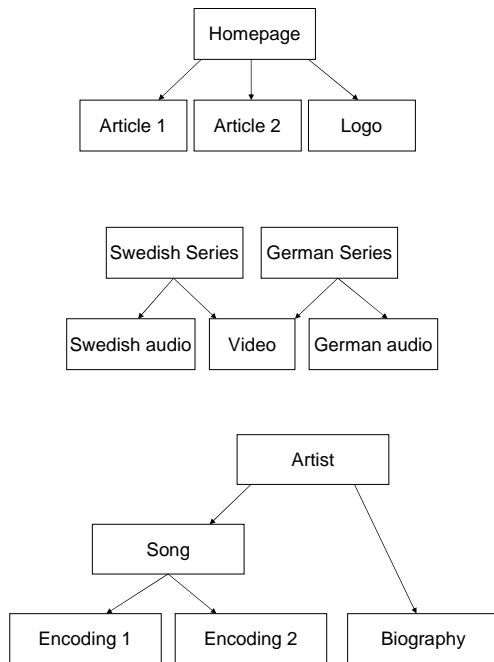 Homepage
Article 1
Article 2
Logo
Swedish Series
German Series
Swedish audio
Video
German audio
Artist
Song
Encoding 1
Encoding 2
Biography